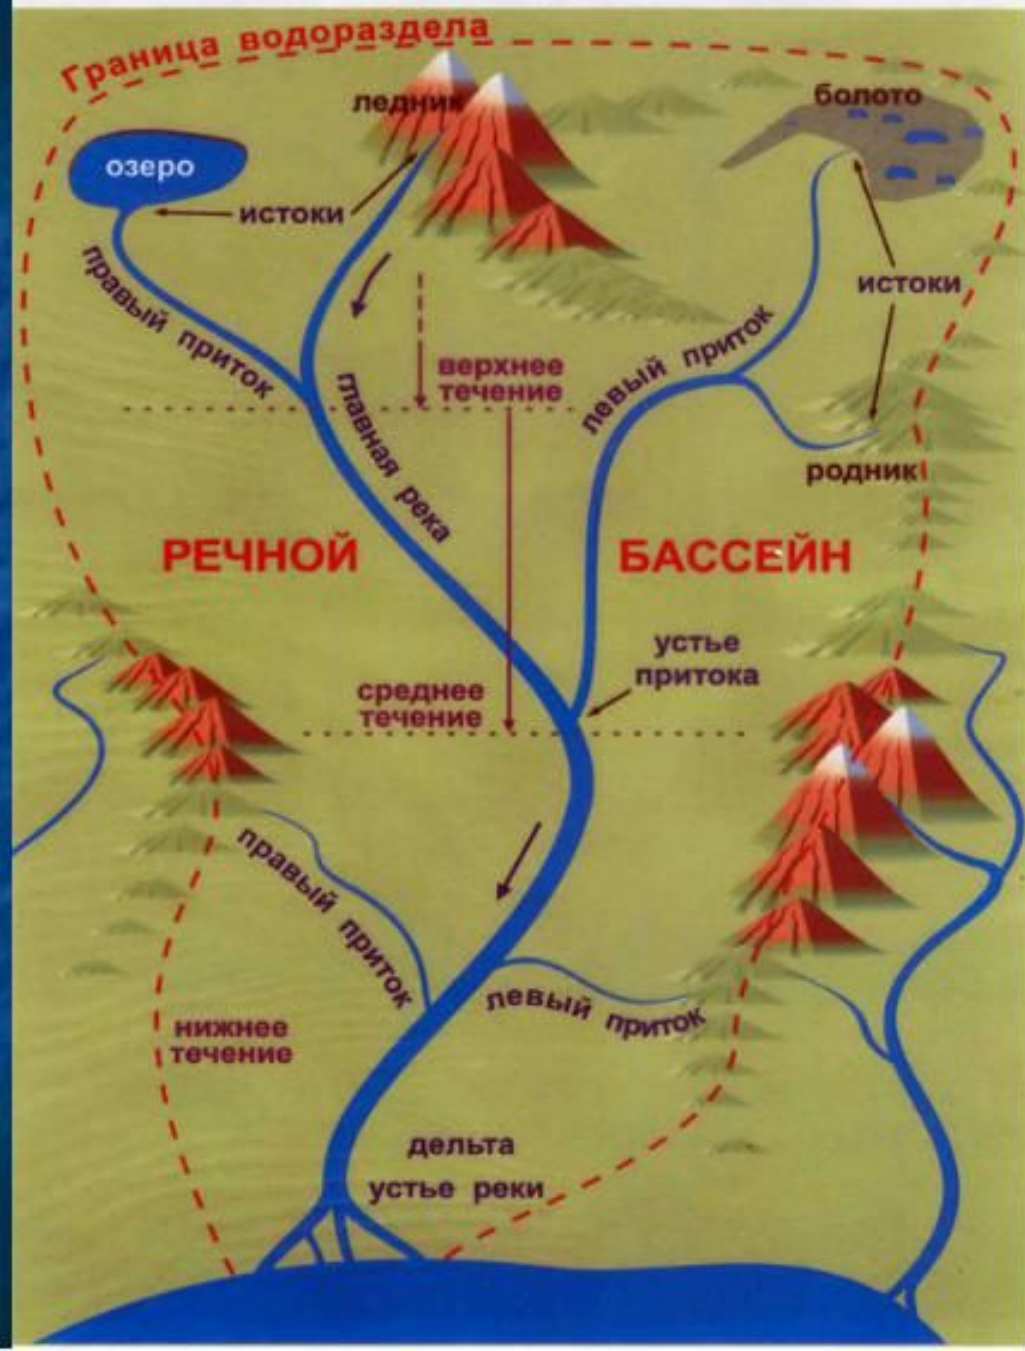 Граница водораздела
ледник
болото
озеро
истоки
истоки
правый приток
главная река
верхнее
течение
левый приток
родник
РЕЧНОЙ БАССЕЙН
устье
притока
среднее
течение
правый приток
левый приток
нижнее
течение
дельта
устье реки